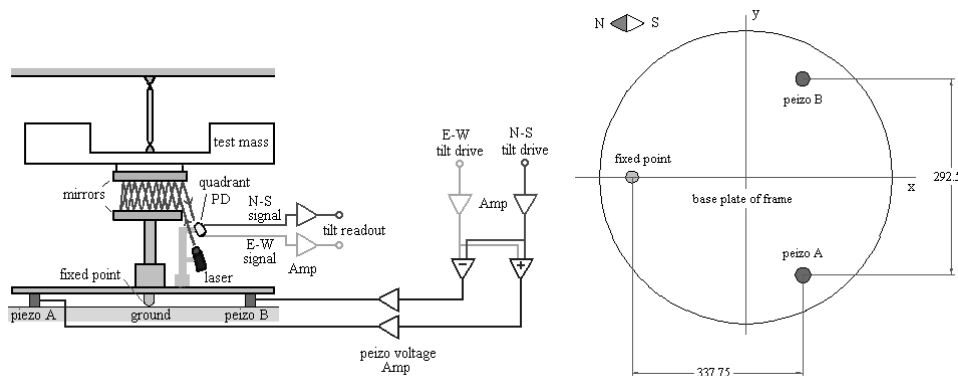 test mass
mirrors
quadrant
PD
N-S
signal
E-W
signal
tilt readout
Amp
laser
fixed point
piezo A
ground
peizo B
E-W
tilt drive
N-S
tilt drive
Amp
-
+
peizo voltage
Amp
N
S
y
peizo B
fixed point
x
292.5
base plate of frame
peizo A
337.75